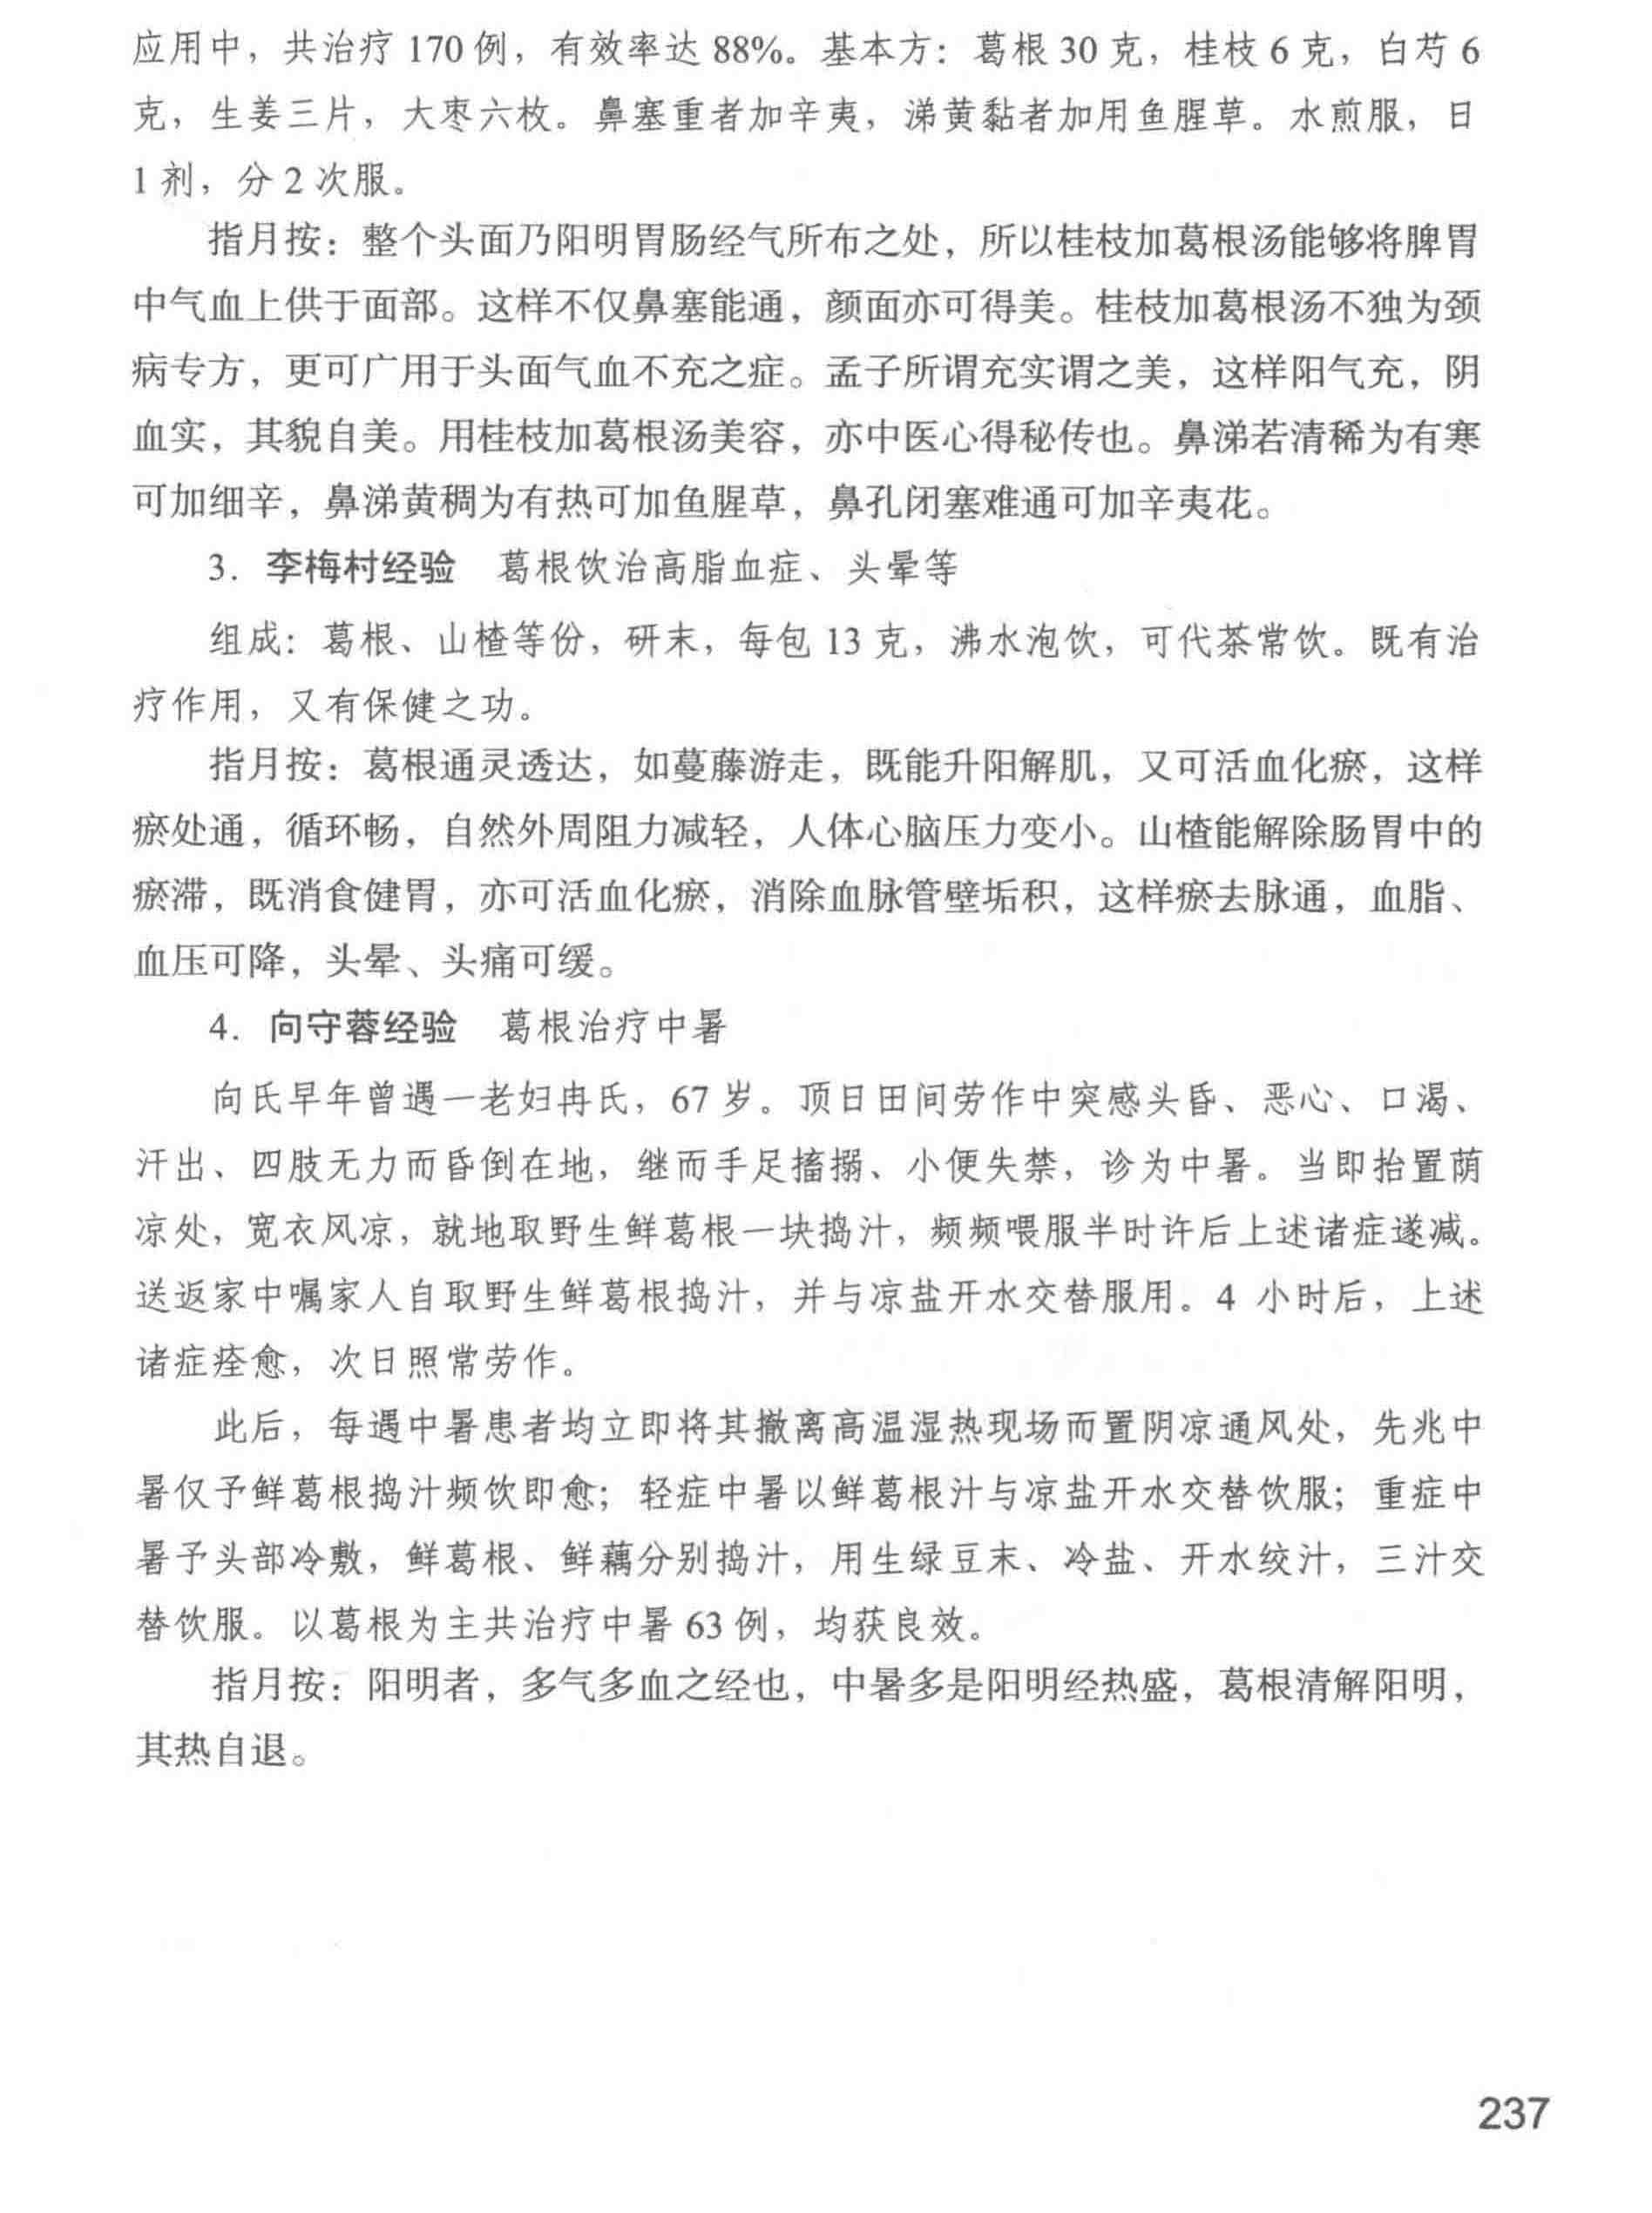 应用中，共治疗 170 例，有效率达 88%。基本方：葛根 30 克，桂枝 6 克，白芍 6
克，生姜三片，大枣六枚。鼻塞重者加辛夷，涕黄黏者加用鱼腥草。水煎服，日
1 剂，分 2 次服。
指月按：整个头面乃阳明胃肠经气所布之处，所以桂枝加葛根汤能够将脾胃
中气血上供于面部。这样不仅鼻塞能通，颜面亦可得美。桂枝加葛根汤不独为颈
病专方，更可广用于头面气血不充之症。孟子所谓充实谓之美，这样阳气充，阴
血实，其貌自美。用桂枝加葛根汤美容，亦中医心得秘传也。鼻涕若清稀为有寒
可加细辛，鼻涕黄稠为有热可加鱼腥草，鼻孔闭塞难通可加辛夷花。
3．李梅村经验 葛根饮治高脂血症、头晕等
组成：葛根、山楂等份，研末，每包 13 克，沸水泡饮，可代茶常饮。既有治
疗作用，又有保健之功。
指月按：葛根通灵透达，如蔓藤游走，既能升阳解肌，又可活血化瘀，这样
瘀处通，循环畅，自然外周阻力减轻，人体心脑压力变小。山楂能解除肠胃中的
瘀滞，既消食健胃，亦可活血化瘀，消除血脉管壁垢积，这样瘀去脉通，血脂、
血压可降，头晕、头痛可缓。
4．向守蓉经验 葛根治疗中暑
向氏早年曾遇一老妇冉氏，67 岁。顶日田间劳作中突感头昏、恶心、口渴、
汗出、四肢无力而昏倒在地，继而手足搐搦、小便失禁，诊为中暑。当即抬置荫
凉处，宽衣风凉，就地取野生鲜葛根一块捣汁，频频喂服半时许后上述诸症遂减。
送返家中嘱家人自取野生鲜葛根捣汁，并与凉盐开水交替服用。4 小时后，上述
诸症痊愈，次日照常劳作。
此后，每遇中暑患者均立即将其撤离高温湿热现场而置阴凉通风处，先兆中
暑仅予鲜葛根捣汁频饮即愈；轻症中暑以鲜葛根汁与凉盐开水交替饮服；重症中
暑予头部冷敷，鲜葛根、鲜藕分别捣汁，用生绿豆末、冷盐、开水绞汁，三汁交
替饮服。以葛根为主共治疗中暑 63 例，均获良效。
指月按：阳明者，多气多血之经也，中暑多是阳明经热盛，葛根清解阳明，
其热自退。
237